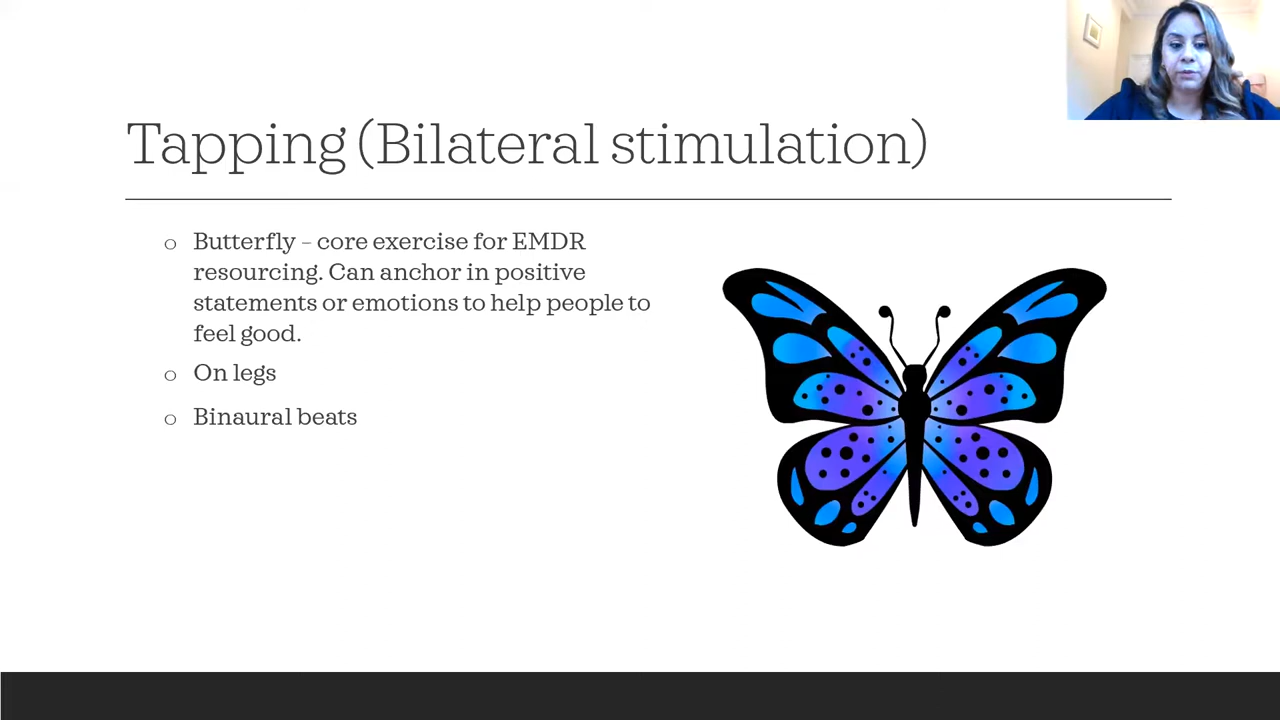 Tapping (Bilateral stimulation)
o Butterfly – core exercise for EMDR
resourcing. Can anchor in positive
statements or emotions to help people to
feel good.
o On legs
o Binaural beats